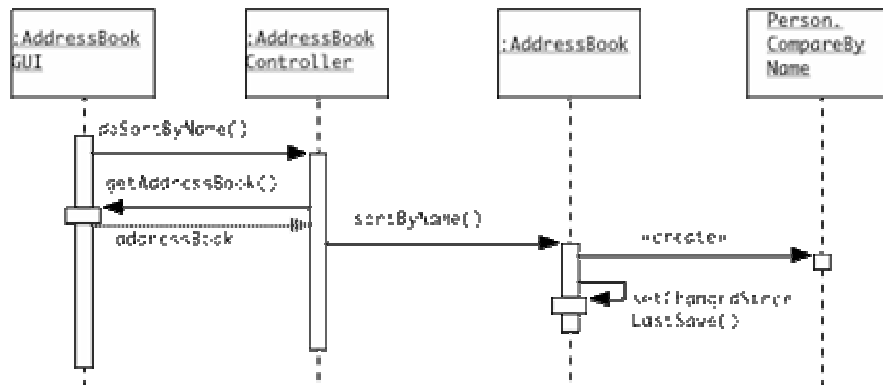 :AddressBook
GUI
:AddressBook
Controller
:AddressBook
Person.
CompareBy
Name
doSortByName()
getAddressBook()
addressBook
sortByName()
«create»
setChangedSince
LastSave()